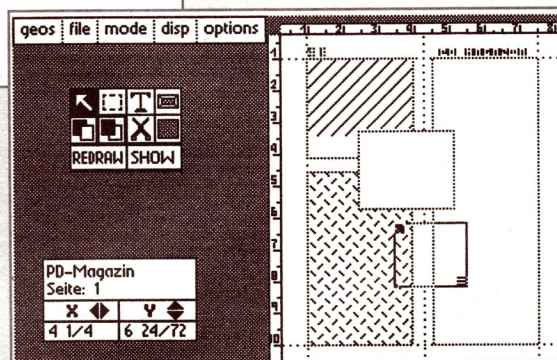 geos file mode disp options
REDRAW SHOW
PD-Magazin
Seite: 1
X Y
4 1/4 6 24/72